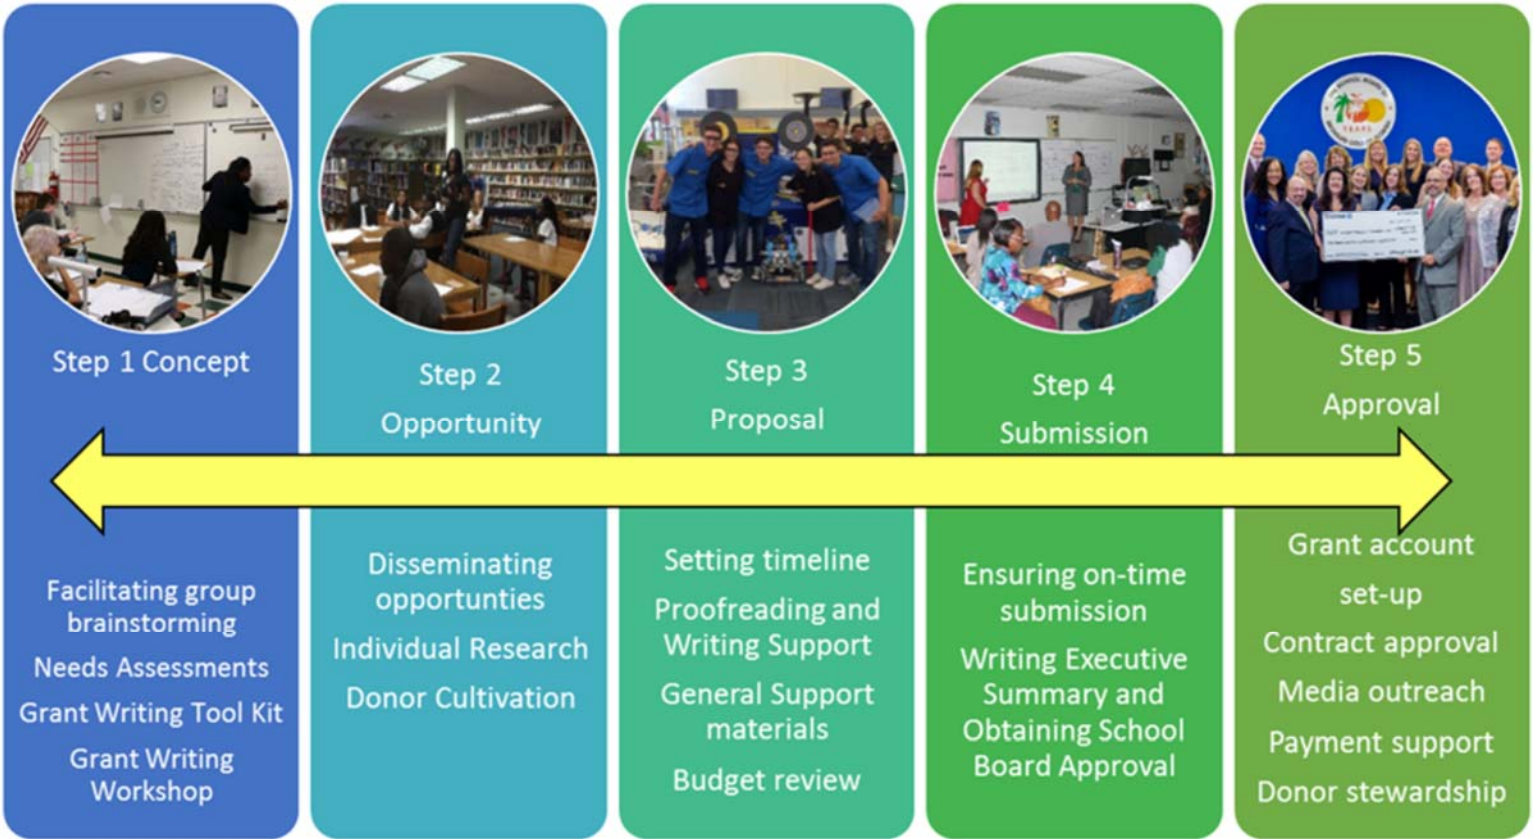 Step 1 Concept
Facilitating group
brainstorming
Needs Assessments
Grant Writing Tool Kit
Grant Writing
Workshop
Step 2
Opportunity
Disseminating
opportunties
Individual Research
Donor Cultivation
Step 3
Proposal
Setting timeline
Proofreading and
Writing Support
General Support
materials
Budget review
Step 4
Submission
Ensuring on-time
submission
Writing Executive
Summary and
Obtaining School
Board Approval
YEARS
Step 5
Approval
Grant account
set-up
Contract approval
Media outreach
Payment support
Donor stewardship